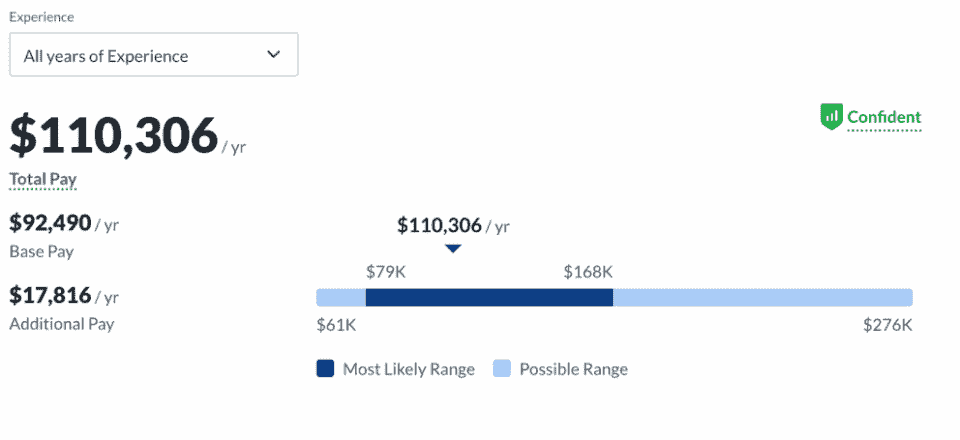 Experience
All years of Experience
$110,306 / yr
Confident
Total Pay
$92,490 / yr
Base Pay
$17,816 / yr
Additional Pay
$110,306 / yr
$79K $168K
$61K $276K
Most Likely Range Possible Range